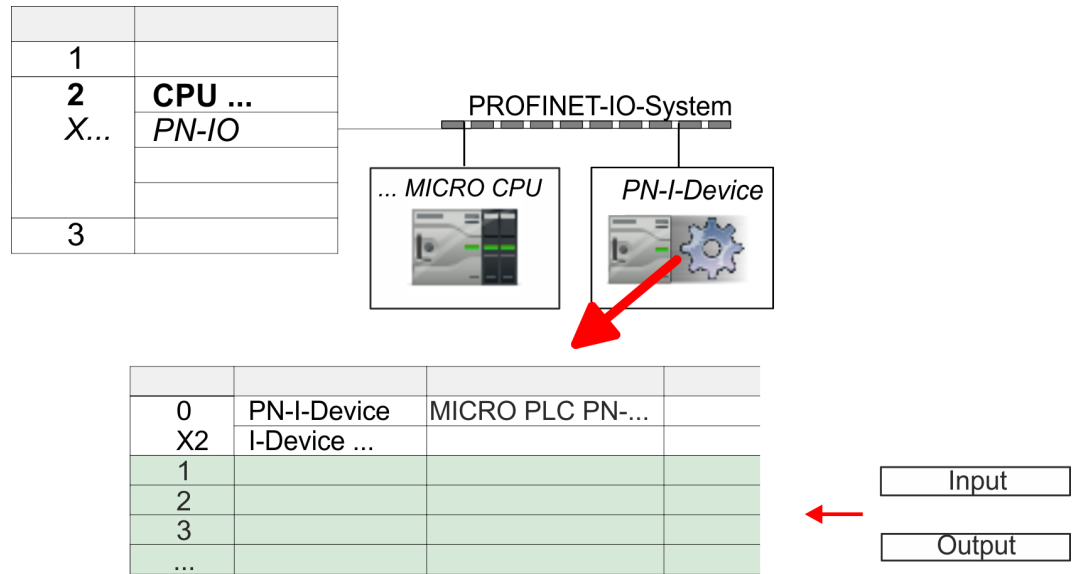 1
2 CPU ...
X... PN-IO
3
PROFINET-IO-System
... MICRO CPU
PN-I-Device
0 PN-I-Device MICRO PLC PN-...
X2 I-Device ...
1
2
3
...
Input
Output